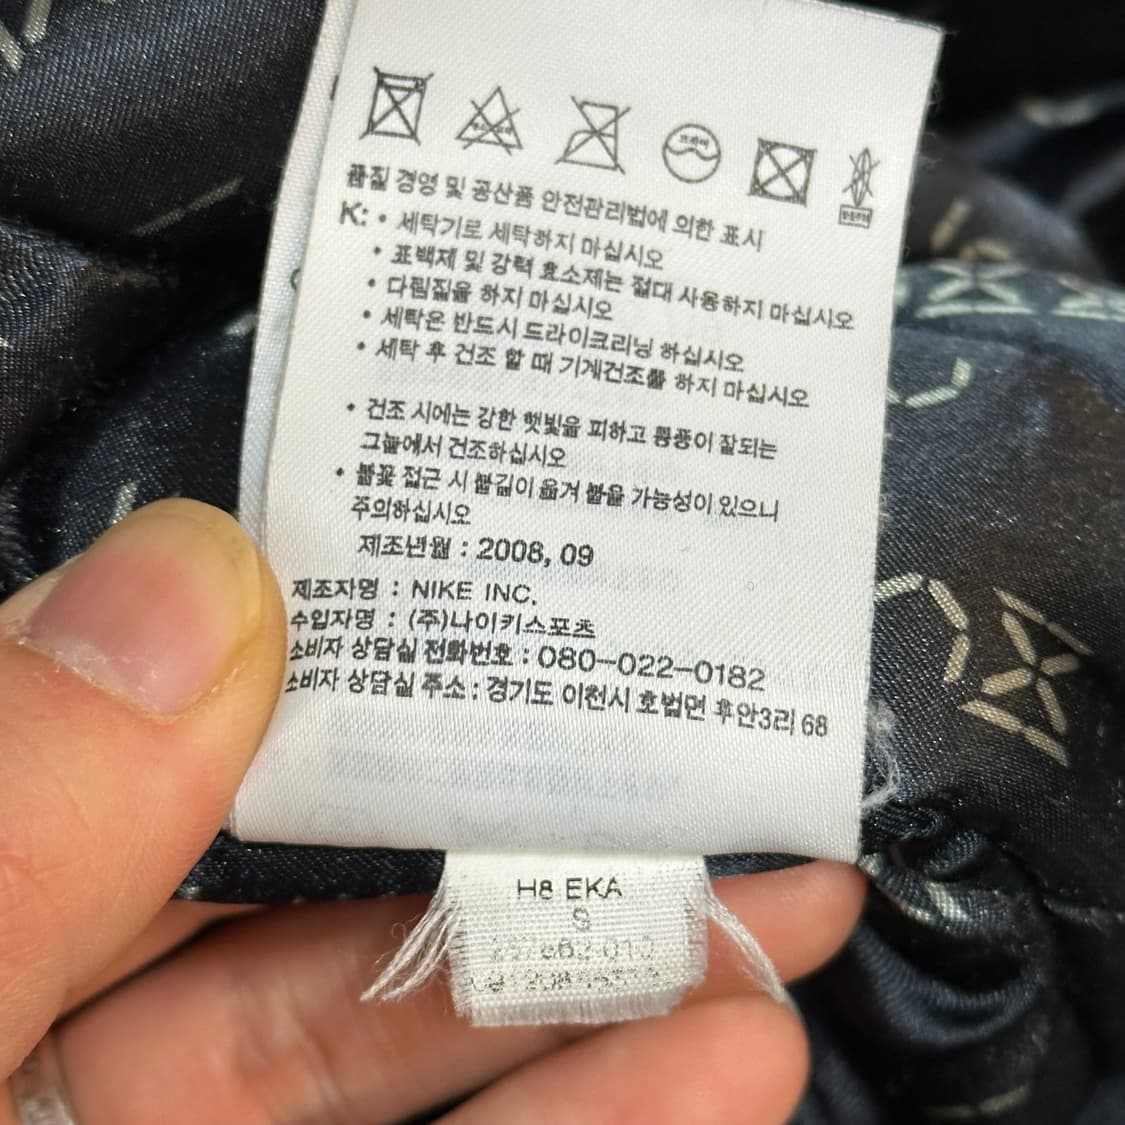 품질 경영 및 공산품 안전관리법에 의한 표시
K: • 세탁기로 세탁하지 마십시오
• 표백제 및 강력 효소제는 절대 사용하지 마십시오
• 다림질을 하지 마십시오
• 세탁은 반드시 드라이크리닝 하십시오
• 세탁 후 건조 할 때 기계건조를 하지 마십시오
• 건조 시에는 강한 햇빛을 피하고 통풍이 잘되는
그늘에서 건조하십시오
• 불꽃 접근 시 불길이 옮겨 붙을 가능성이 있으니
주의하십시오
제조년월 : 2008, 09
제조자명 : NIKE INC.
수입자명 : (주)나이키스포츠
소비자 상담실 전화번호 : 080-022-0182
소비자 상담실 주소 : 경기도 이천시 호법면 후안3리 68
H8 EKA
S